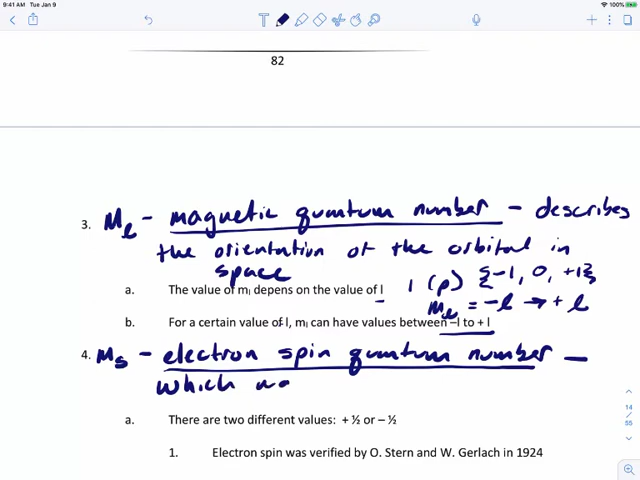 9:41 AM Tue Jan 9
100%
82
3. Ml - magnetic quantum number - describes
the orientation of the orbital in
space
1 (p) {-1, 0, +1}
a. The value of ml depens on the value of l
Ml = -l → + l
b. For a certain value of l, ml can have values between –l to + l
4. Ms - electron spin quantum number -
which
a. There are two different values: + ½ or – ½
1. Electron spin was verified by O. Stern and W. Gerlach in 1924
14
/
55